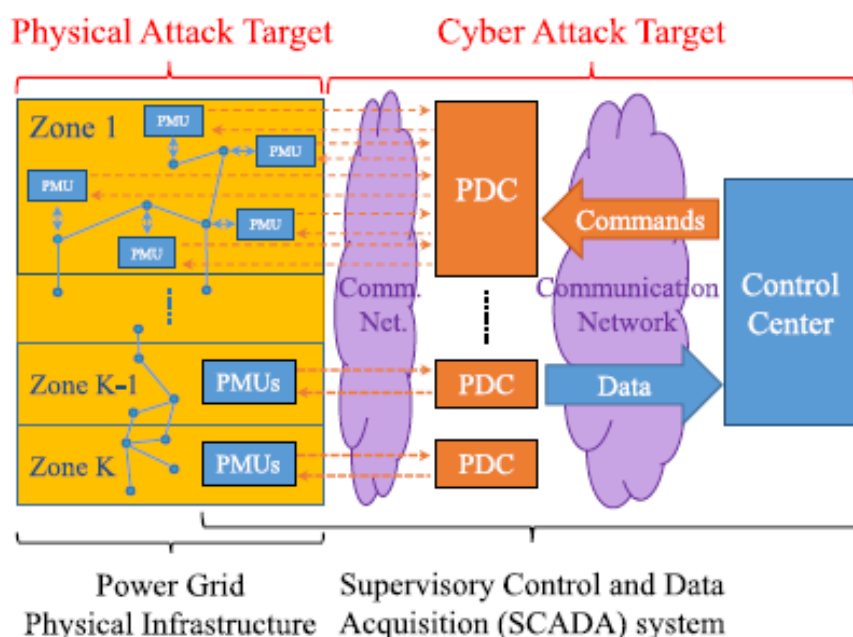 Physical Attack Target
Cyber Attack Target
Zone 1
PMU
PMU
PMU
PMU
PMU
PDC
Commands
Control
Center
Comm.
Net.
Communication
Network
Zone K-1
PMUs
PDC
Data
Zone K
PMUs
PDC
Power Grid
Physical Infrastructure
Supervisory Control and Data
Acquisition (SCADA) system